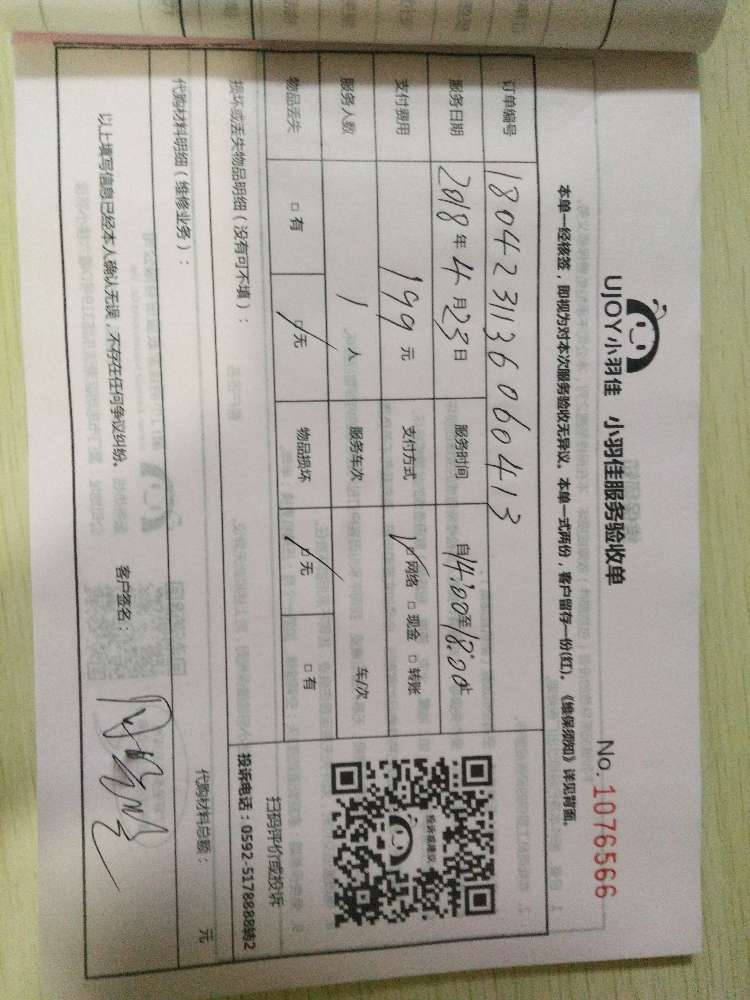 UJOY小羽佳 小羽佳服务验收单 No. 1076566
本单一经核签，即视为对本次服务验收无异议。本单一式两份，客户留存一份(红)。《维保须知》详见背面。
订单编号 1804231136060413
服务日期 2018年4月23日 服务时间 自14:00至18:00止
支付费用 199元 支付方式 □网络 □现金 □转账
服务人数 1人 服务车次 车/次
物品丢失 □有 □无 物品损坏 □无 □有
投诉或建议
扫码评价或投诉
投诉电话：0592-5178888转2
损坏或丢失物品明细（没有可不填）：
代购材料明细（维修业务）： 代购材料总额： 元
以上填写信息已经本人确认无误，不存在任何争议纠纷。 客户签名：